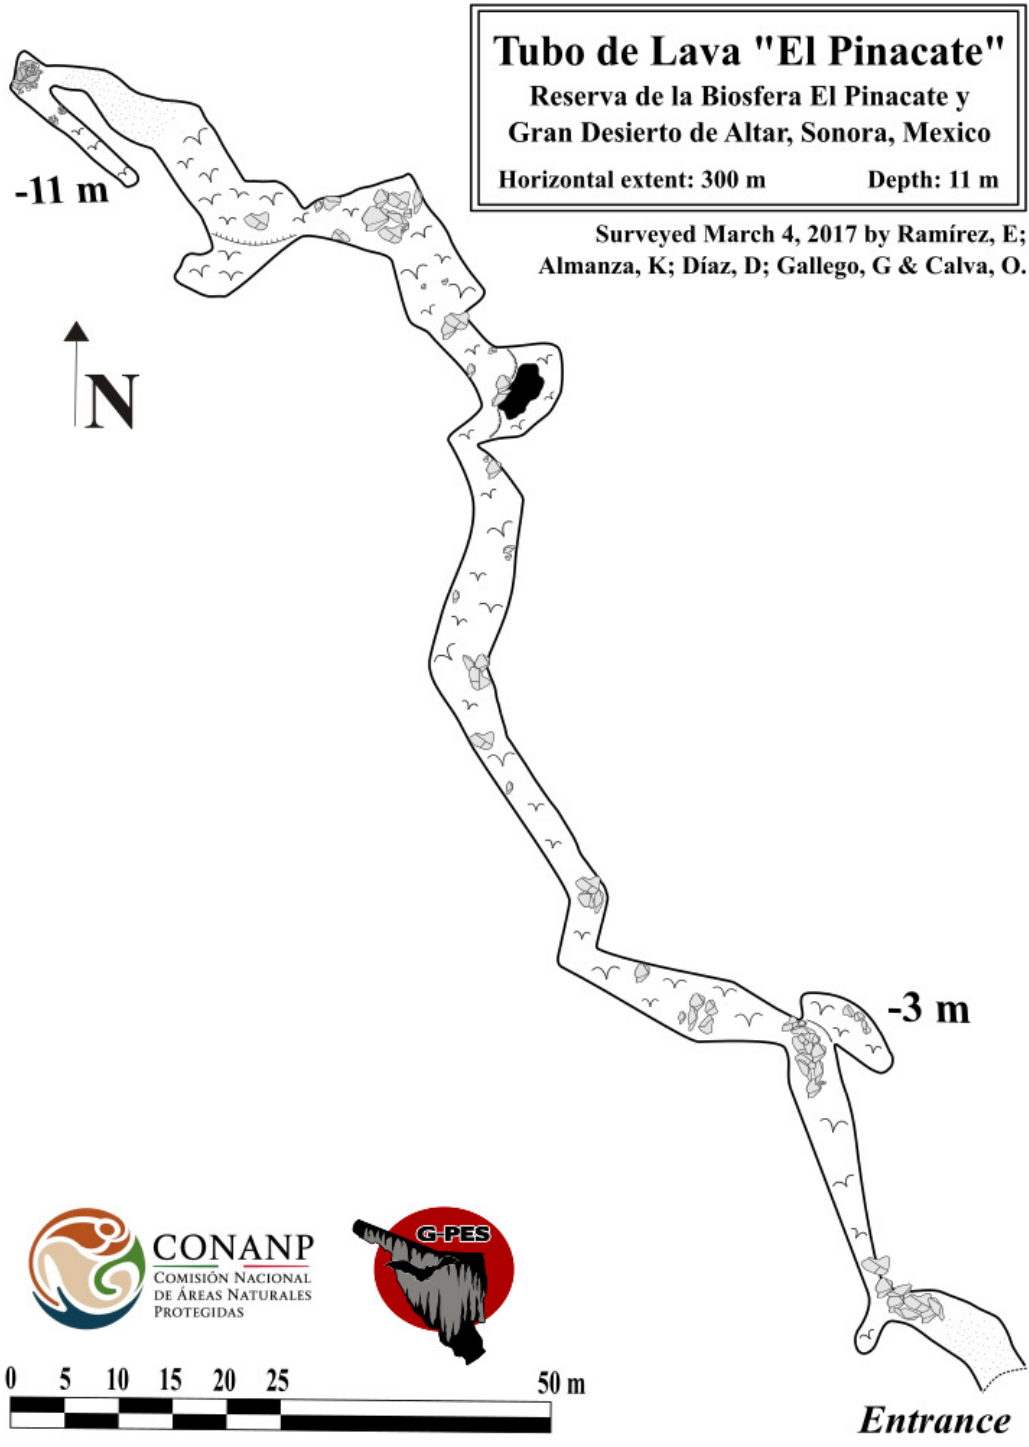 Tubo de Lava "El Pinacate"
Reserva de la Biosfera El Pinacate y
Gran Desierto de Altar, Sonora, Mexico
Horizontal extent: 300 m Depth: 11 m
Surveyed March 4, 2017 by Ramírez, E;
Almanza, K; Díaz, D; Gallego, G & Calva, O.
-11 m
N
-3 m
G-PES
CONANP
COMISIÓN NACIONAL
DE ÁREAS NATURALES
PROTEGIDAS
0 5 10 15 20 25 50 m
Entrance